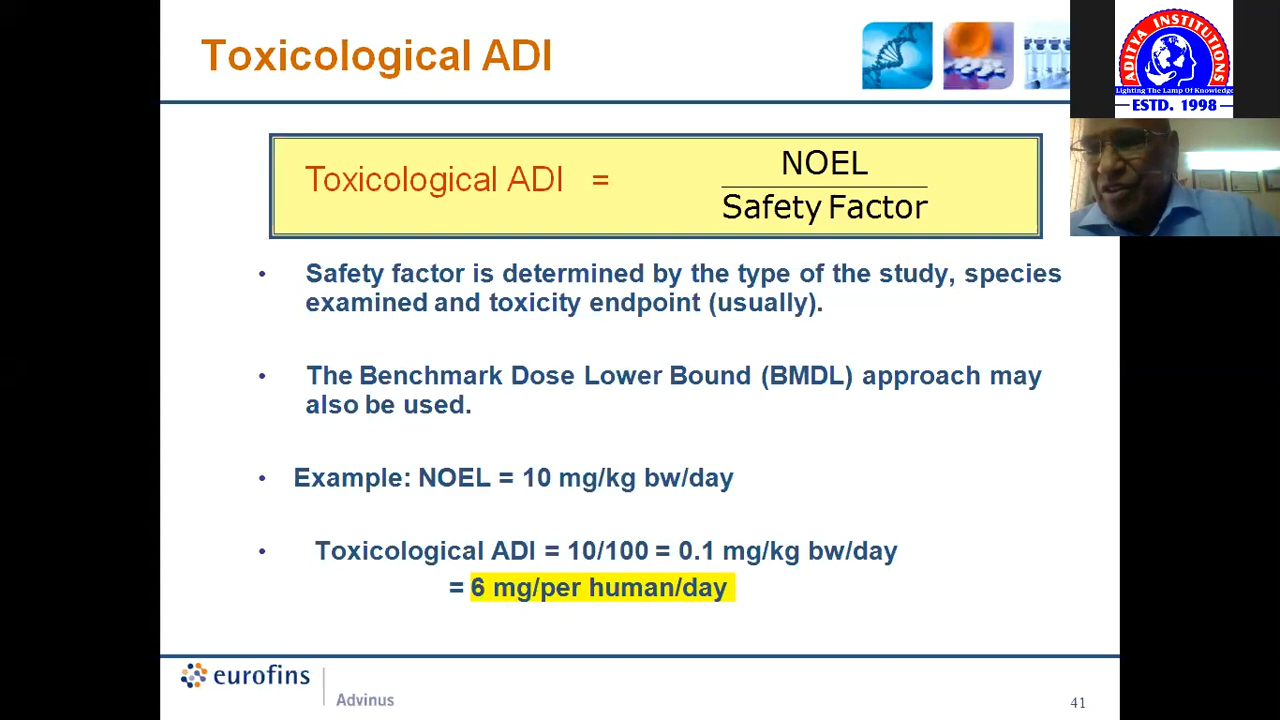 Toxicological ADI
ADITYA INSTITUTIONS
Lighting The Lamp Of Knowledge
ESTD. 1998
Toxicological ADI = NOEL
Safety Factor
• Safety factor is determined by the type of the study, species
examined and toxicity endpoint (usually).
• The Benchmark Dose Lower Bound (BMDL) approach may
also be used.
• Example: NOEL = 10 mg/kg bw/day
• Toxicological ADI = 10/100 = 0.1 mg/kg bw/day
= 6 mg/per human/day
eurofins
Advinus
41